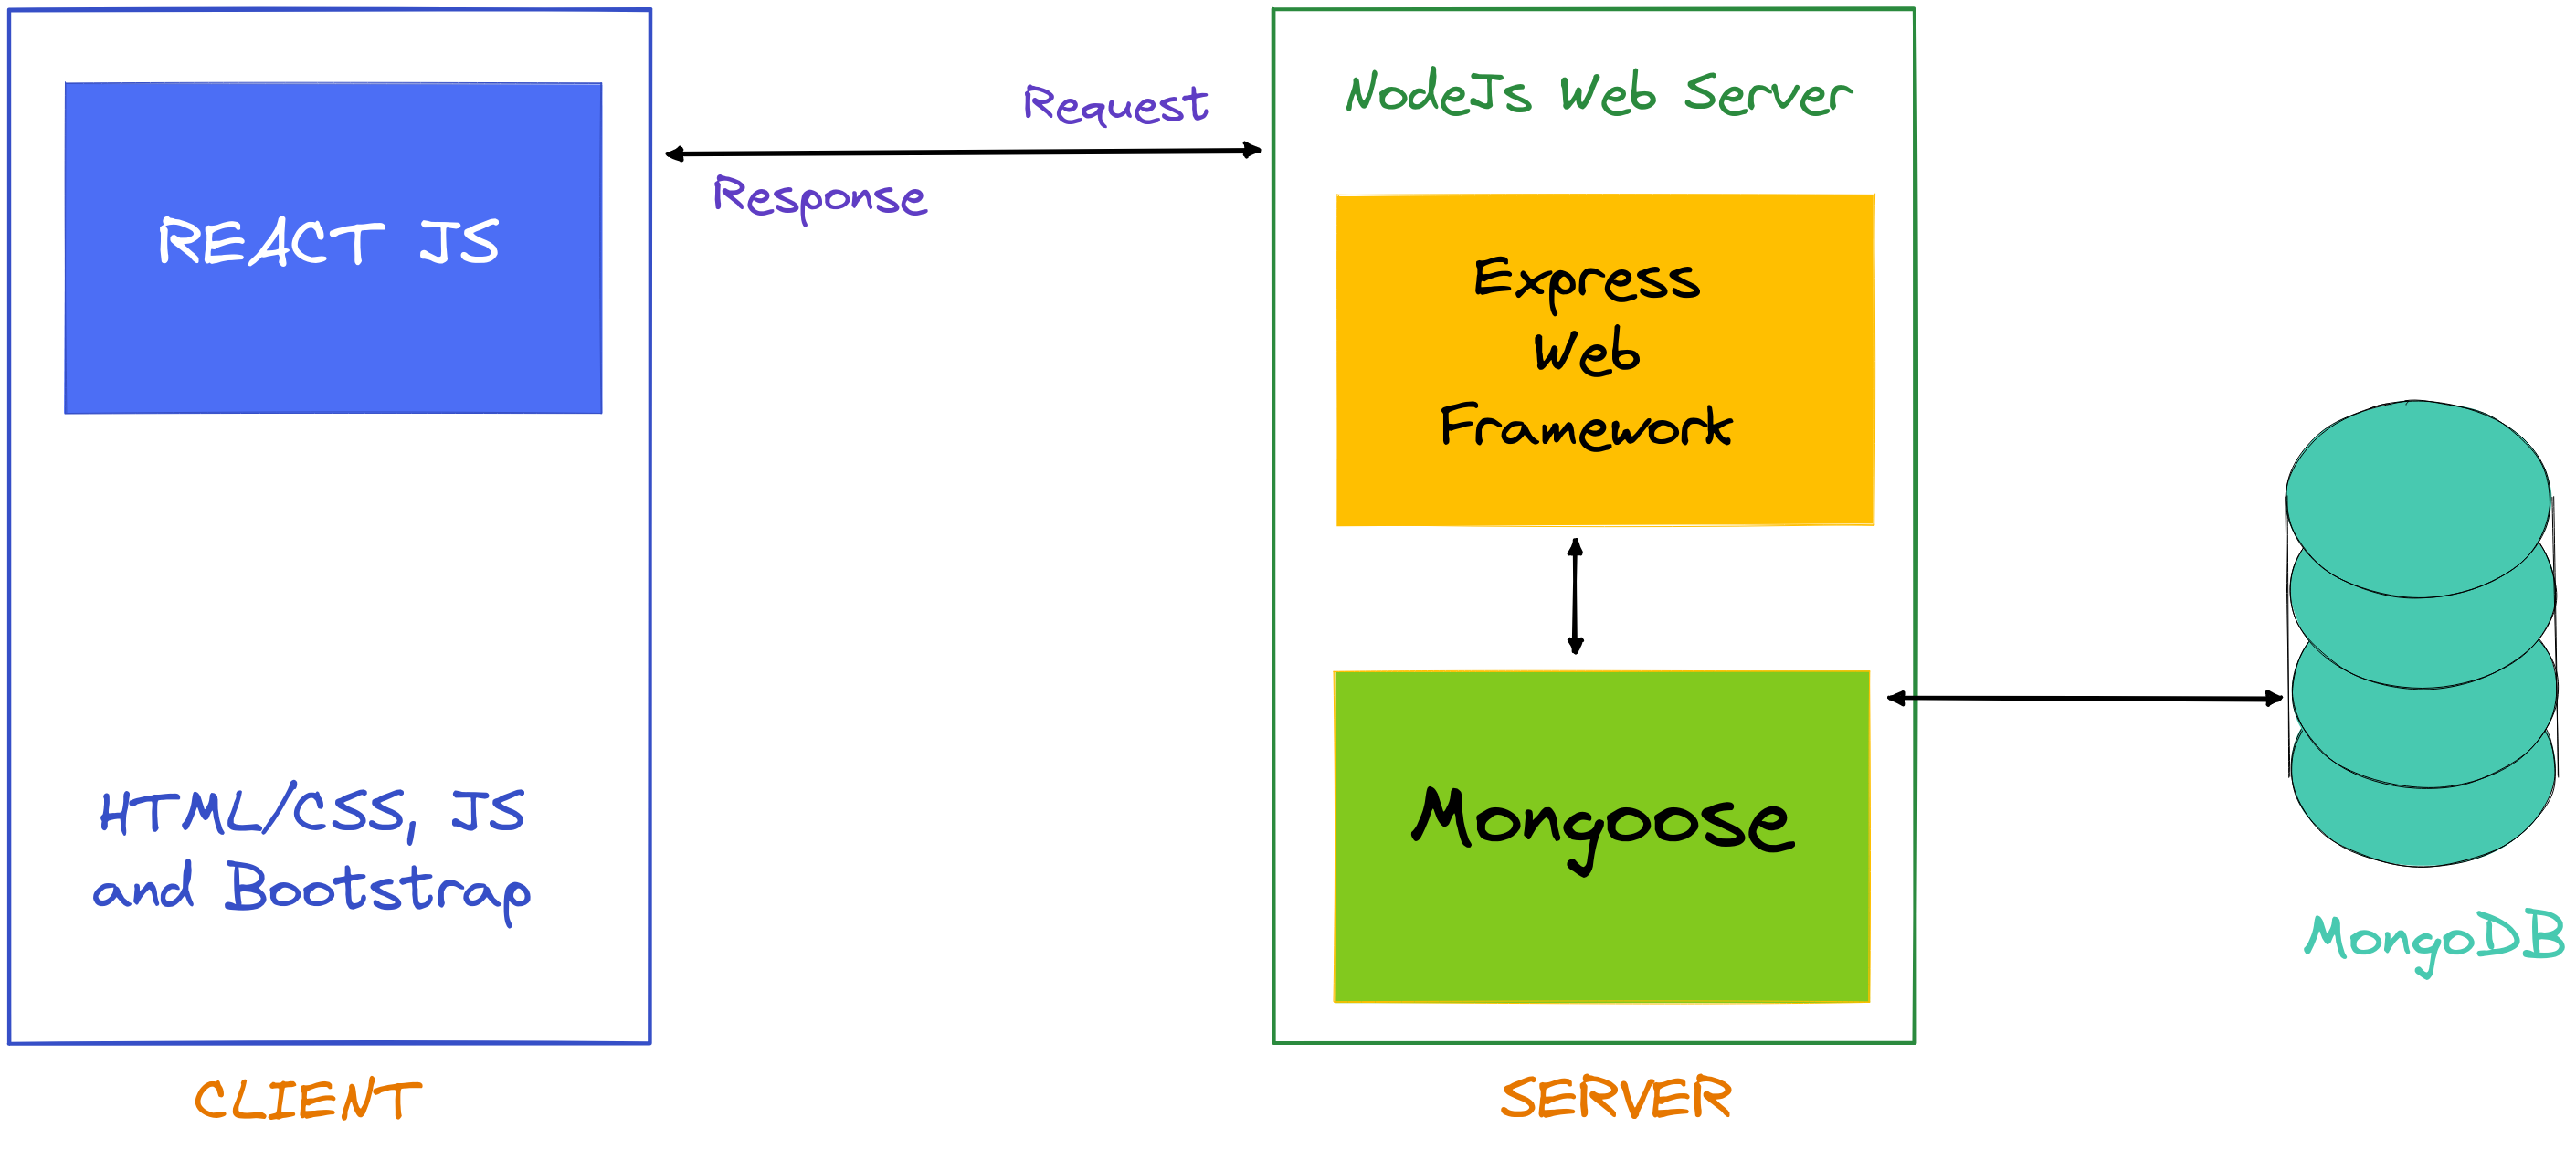 REACT JS
HTML/CSS, JS
and Bootstrap
CLIENT
Request
Response
NodeJs Web Server
Express
Web
Framework
Mongoose
SERVER
MongoDB